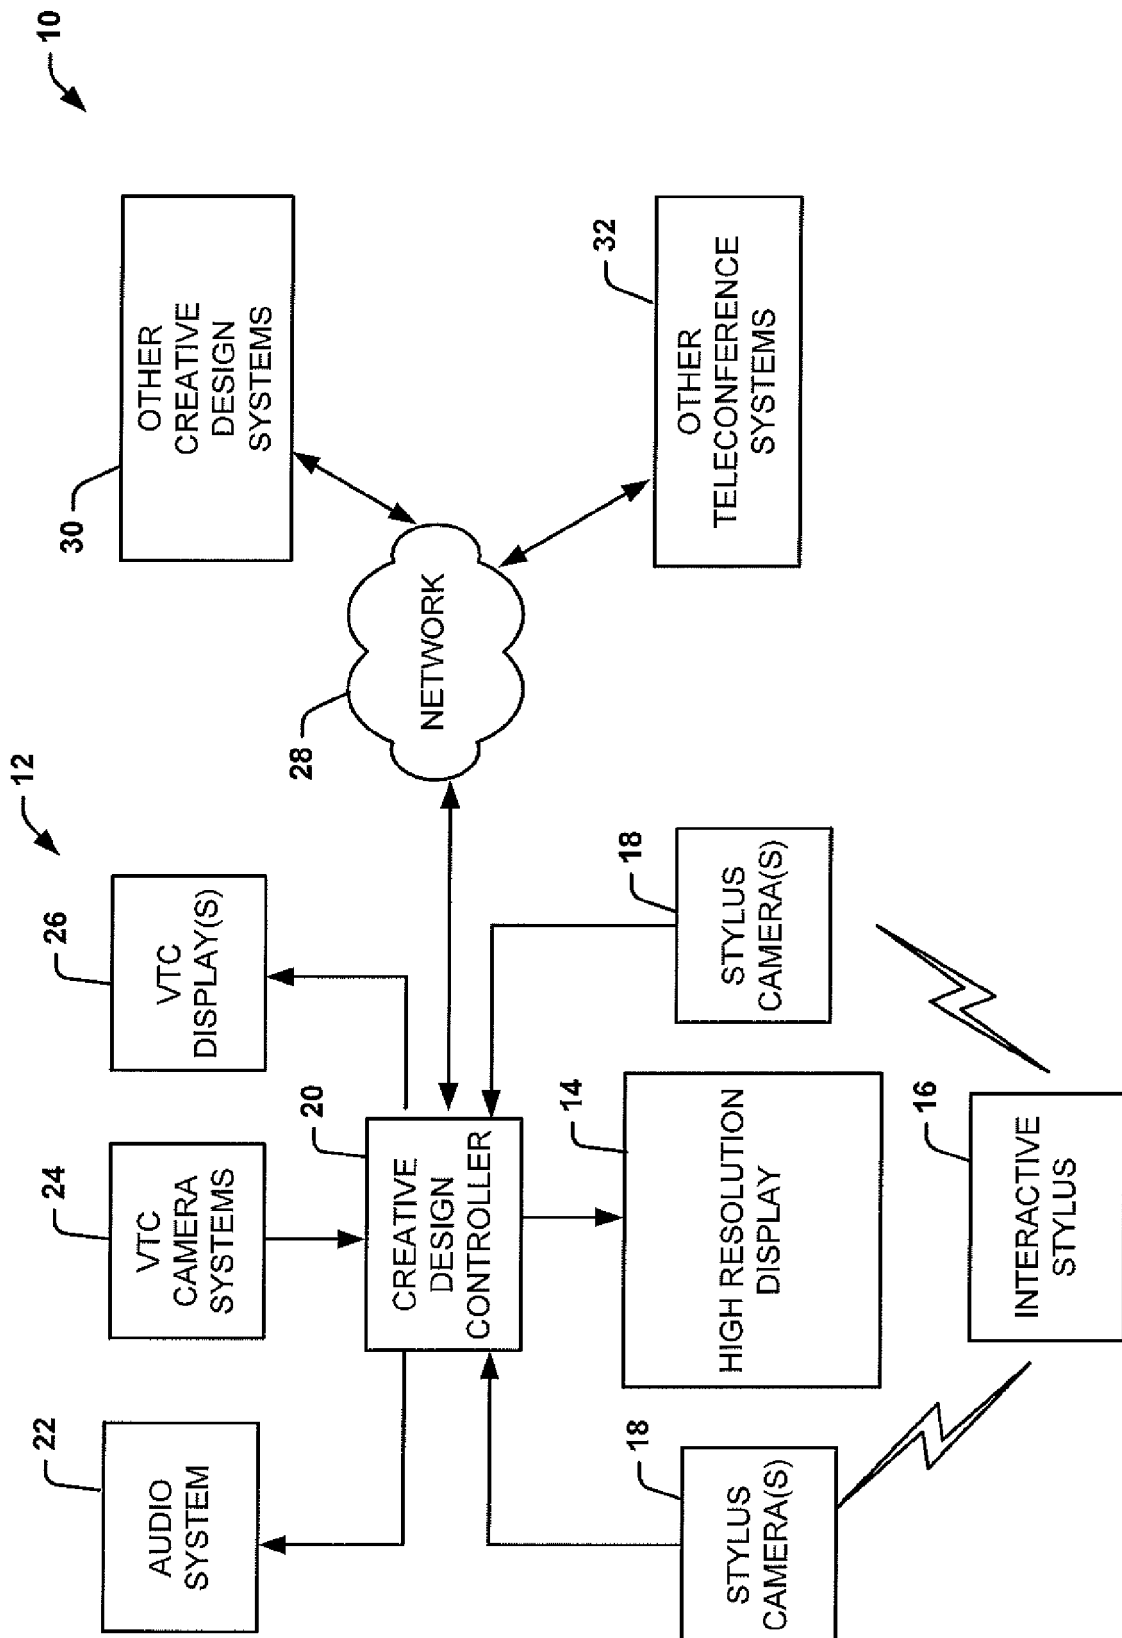 10
12
22
AUDIO
SYSTEM
24
VTC
CAMERA
SYSTEMS
26
VTC
DISPLAY(S)
30
OTHER
CREATIVE
DESIGN
SYSTEMS
20
CREATIVE
DESIGN
CONTROLLER
28
NETWORK
18
STYLUS
CAMERA(S)
14
HIGH RESOLUTION
DISPLAY
18
STYLUS
CAMERA(S)
32
OTHER
TELECONFERENCE
SYSTEMS
16
INTERACTIVE
STYLUS